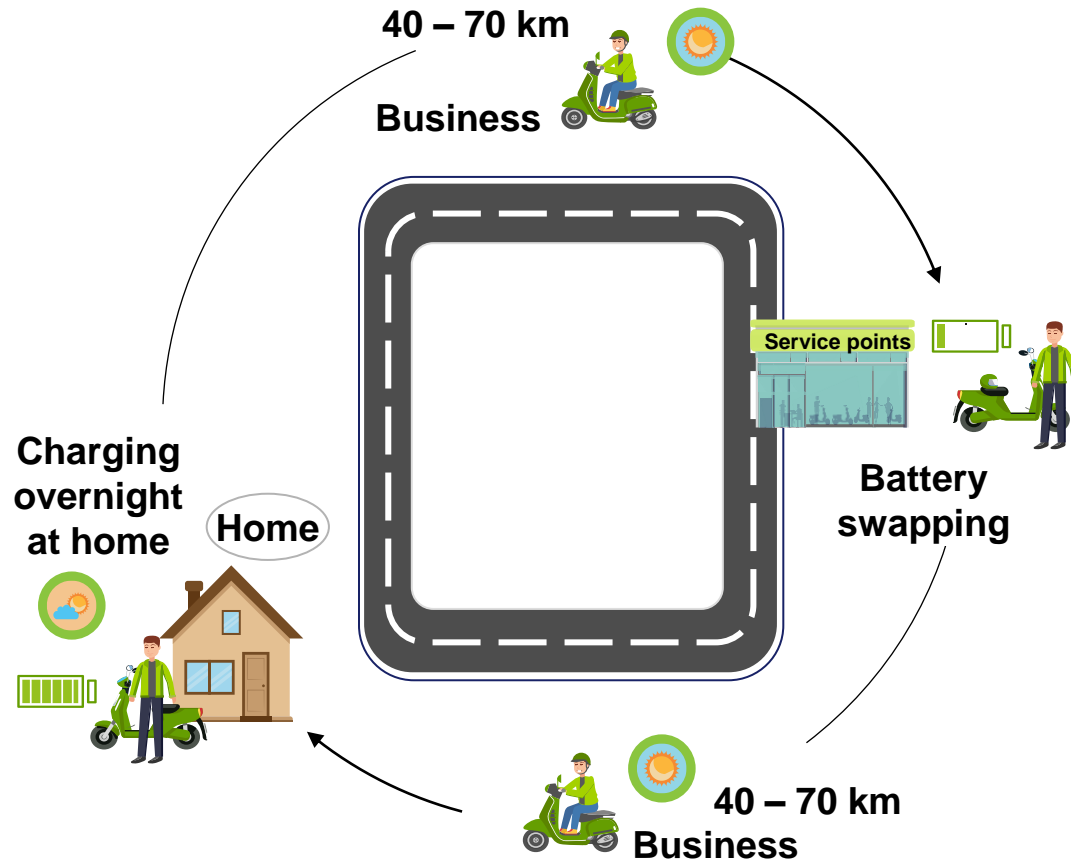 40 – 70 km
Business
Service points
Battery
swapping
Charging
overnight
at home
Home
40 – 70 km
Business